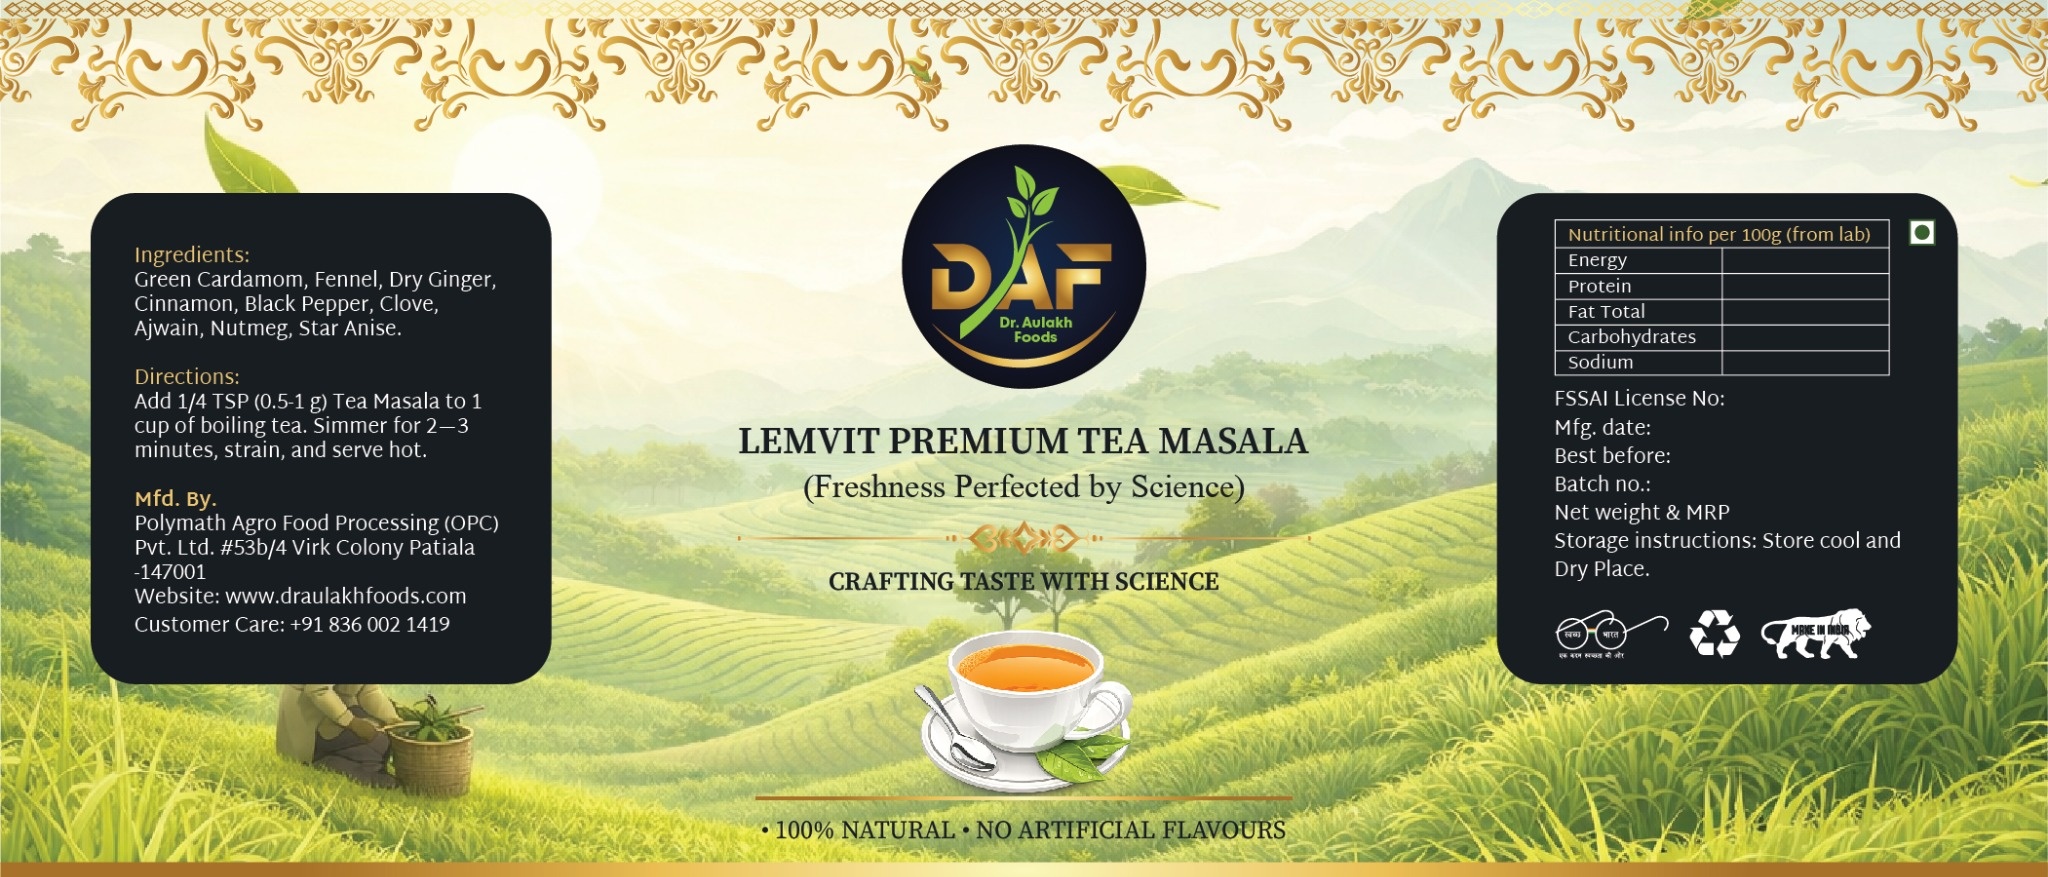 Ingredients:
Green Cardamom, Fennel, Dry Ginger,
Cinnamon, Black Pepper, Clove,
Ajwain, Nutmeg, Star Anise.
Directions:
Add 1/4 TSP (0.5-1 g) Tea Masala to 1
cup of boiling tea. Simmer for 2—3
minutes, strain, and serve hot.
Mfd. By.
Polymath Agro Food Processing (OPC)
Pvt. Ltd. #53b/4 Virk Colony Patiala
-147001
Website: www.draulakhfoods.com
Customer Care: +91 836 002 1419
DAF
Dr. Aulakh
Foods
LEMVIT PREMIUM TEA MASALA
(Freshness Perfected by Science)
CRAFTING TASTE WITH SCIENCE
• 100% NATURAL • NO ARTIFICIAL FLAVOURS
Nutritional info per 100g (from lab)
Energy
Protein
Fat Total
Carbohydrates
Sodium
FSSAI License No:
Mfg. date:
Best before:
Batch no.:
Net weight & MRP
Storage instructions: Store cool and
Dry Place.
स्वच्छ भारत
एक कदम स्वच्छता की ओर
MAKE IN INDIA